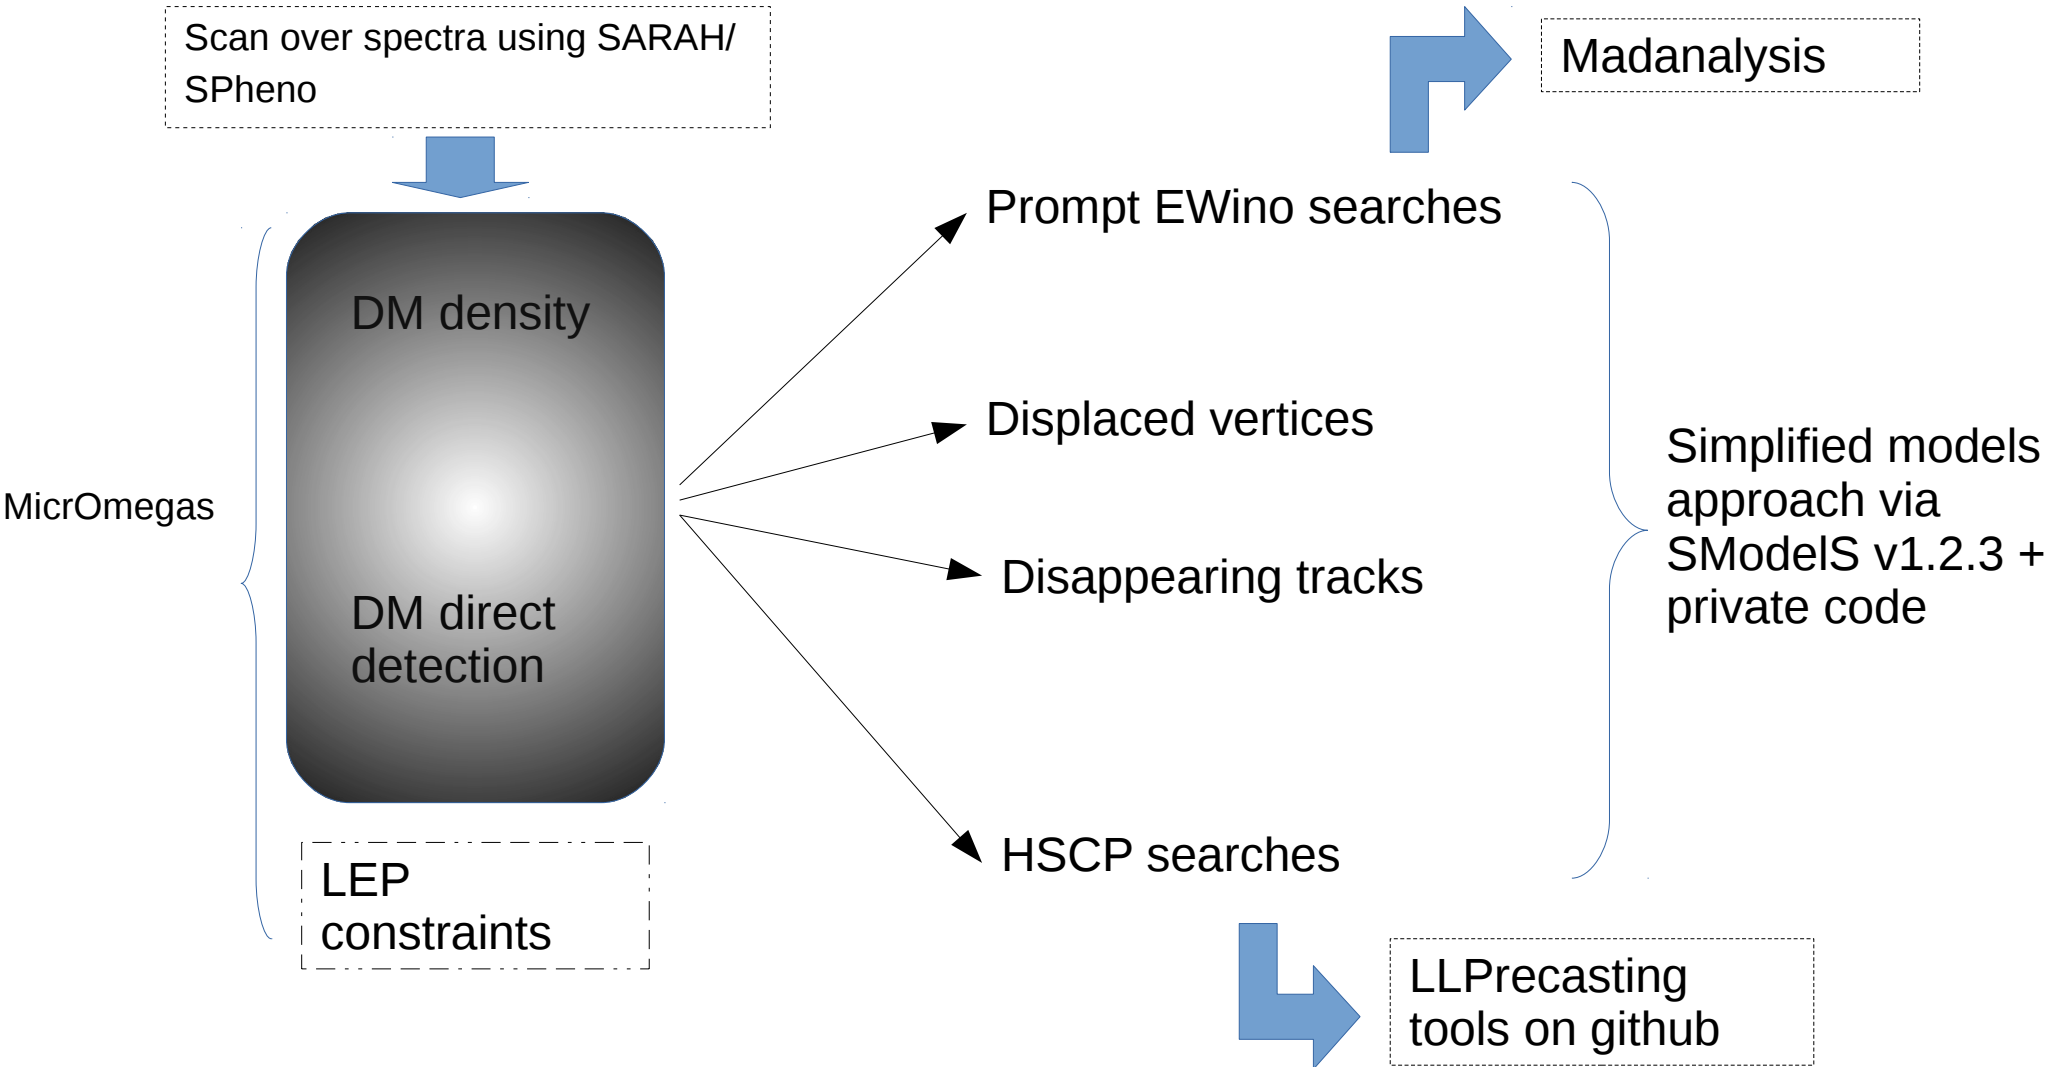 Scan over spectra using SARAH/
SPheno
Madanalysis
Prompt EWino searches
DM density
Displaced vertices
Simplified models
approach via
SModelS v1.2.3 +
private code
MicrOmegas
Disappearing tracks
DM direct
detection
HSCP searches
LEP
constraints
LLPrecasting
tools on github